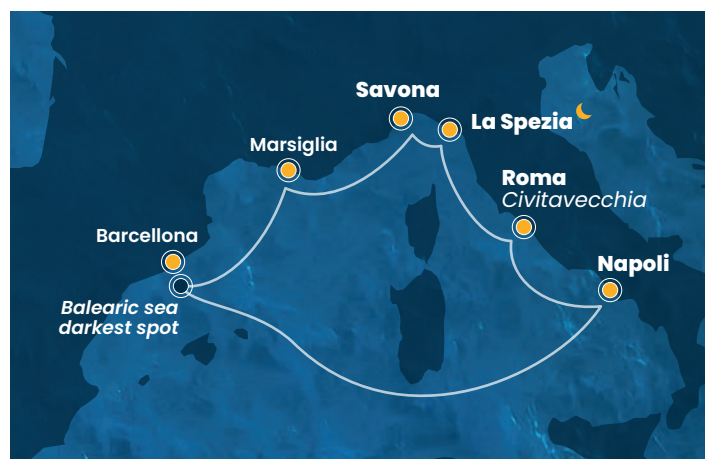 Savona
La Spezia
Marsiglia
Roma
Civitavecchia
Barcellona
Napoli
Balearic sea
darkest spot